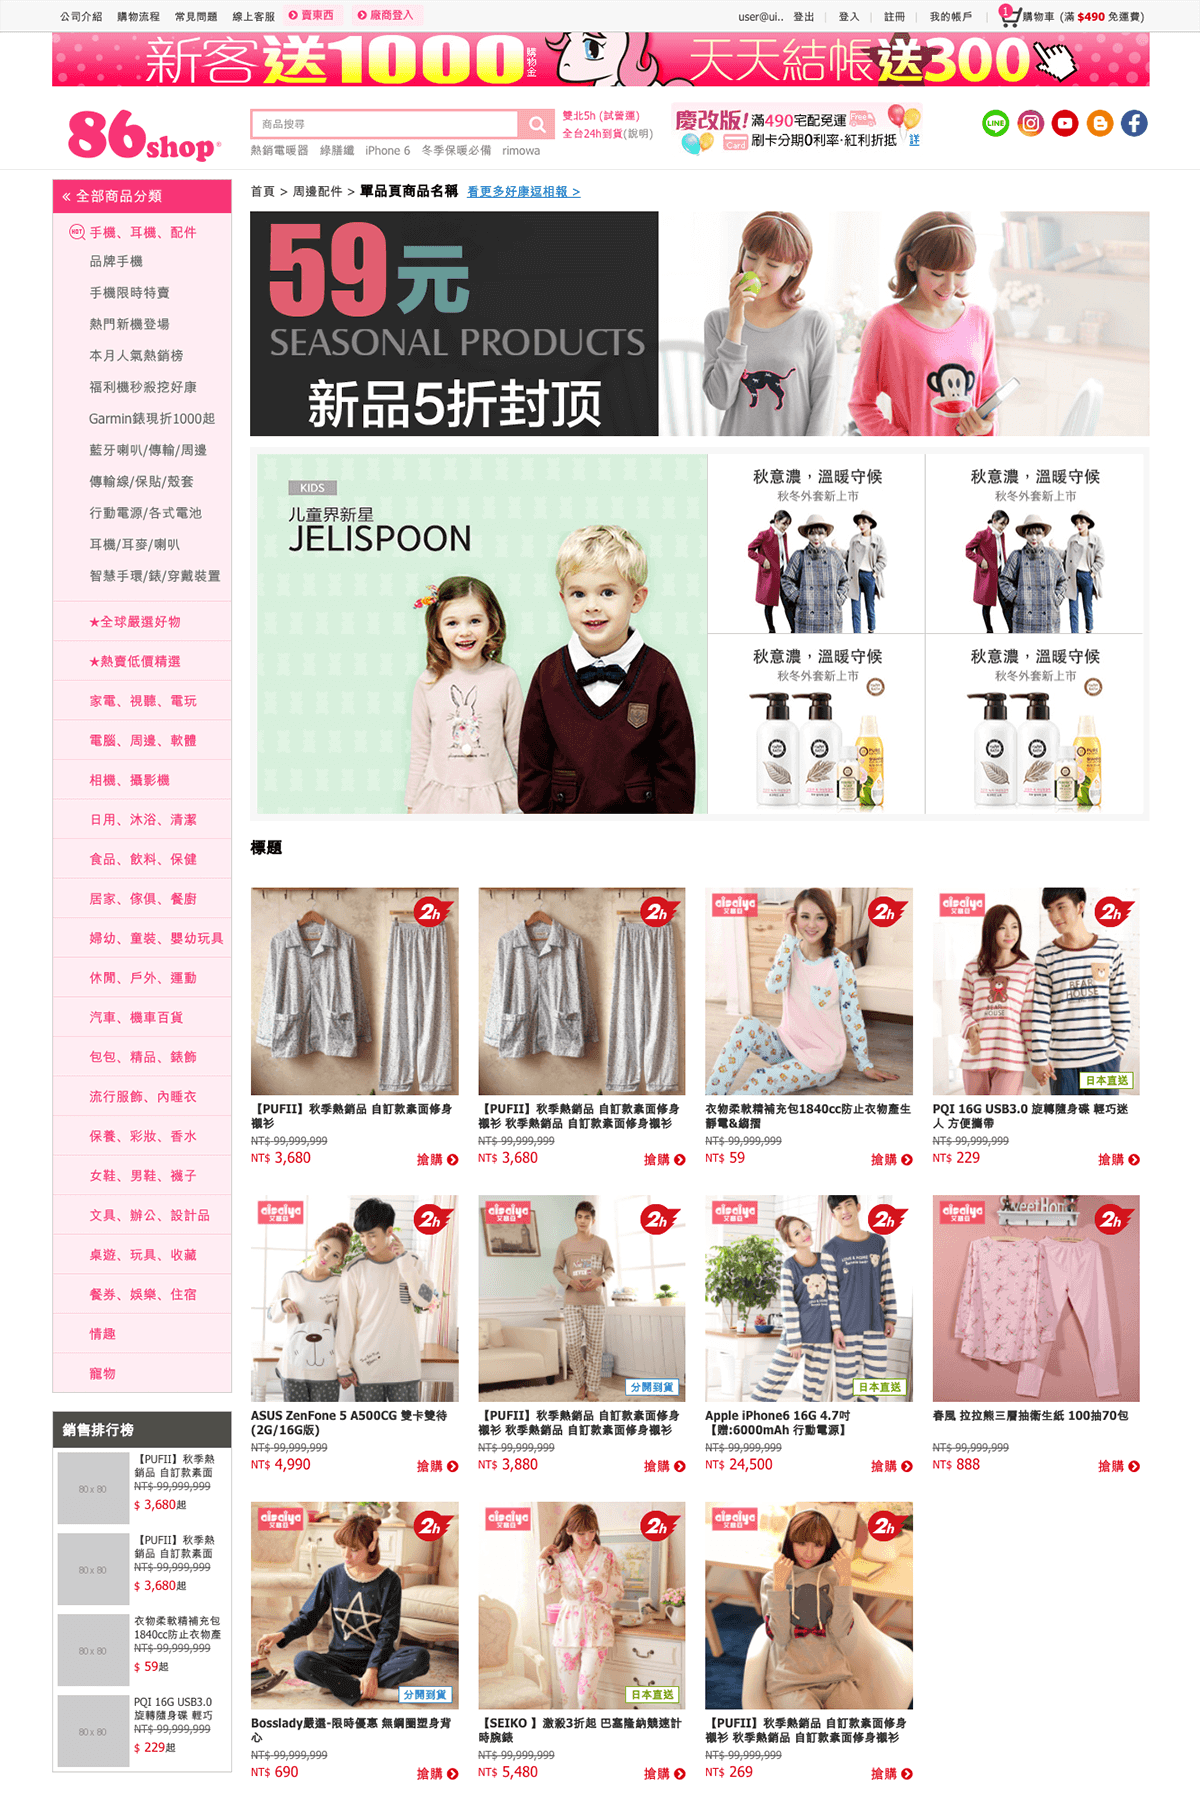 公司介紹 購物流程 常見問題 線上客服 賣東西 廠商登入 user@ui.. 登出 登入 註冊 我的帳戶 1 購物車 (滿 $490 免運費)
新客送1000購物金 天天結帳送300
86shop
商品搜尋
雙北5h (試營運)
全台24h到貨(說明)
熱銷電暖器 綠膳纖 iPhone 6 冬季保暖必備 rimowa
慶改版! 滿490宅配免運 Free
Card 刷卡分期0利率·紅利折抵 詳
LINE
« 全部商品分類
HOT 手機、耳機、配件
品牌手機
手機限時特賣
熱門新機登場
本月人氣熱銷榜
福利機秒殺挖好康
Garmin錶現折1000起
藍牙喇叭/傳輸/周邊
傳輸線/保貼/殼套
行動電源/各式電池
耳機/耳麥/喇叭
智慧手環/錶/穿戴裝置
★全球嚴選好物
★熱賣低價精選
家電、視聽、電玩
電腦、周邊、軟體
相機、攝影機
日用、沐浴、清潔
食品、飲料、保健
居家、傢俱、餐廚
婦幼、童裝、嬰幼玩具
休閒、戶外、運動
汽車、機車百貨
包包、精品、錶飾
流行服飾、內睡衣
保養、彩妝、香水
女鞋、男鞋、襪子
文具、辦公、設計品
桌遊、玩具、收藏
餐券、娛樂、住宿
情趣
寵物
銷售排行榜
80 x 80
【PUFII】秋季熱
銷品 自訂款素面
NT$ 99,999,999
$ 3,680起
80 x 80
【PUFII】秋季熱
銷品 自訂款素面
NT$ 99,999,999
$ 3,680起
80 x 80
衣物柔軟精補充包
1840cc防止衣物產
NT$ 99,999,999
$ 59起
80 x 80
PQI 16G USB3.0
旋轉隨身碟 輕巧
NT$ 99,999,999
$ 229起
首頁 > 周邊配件 > 單品頁商品名稱 看更多好康逗相報 >
59元
SEASONAL PRODUCTS
新品5折封顶
KIDS
儿童界新星
JELISPOON
秋意濃，溫暖守候
秋冬外套新上市
秋意濃，溫暖守候
秋冬外套新上市
秋意濃，溫暖守候
秋冬外套新上市
秋意濃，溫暖守候
秋冬外套新上市
標題
2h
【PUFII】秋季熱銷品 自訂款素面修身
襯衫
NT$ 99,999,999
NT$ 3,680 搶購
2h
【PUFII】秋季熱銷品 自訂款素面修身
襯衫 秋季熱銷品 自訂款素面修身襯衫
NT$ 99,999,999
NT$ 3,680 搶購
2h
衣物柔軟精補充包1840cc防止衣物產生
靜電&縐摺
NT$ 99,999,999
NT$ 59 搶購
2h
BEAR HOUSE
BEAR HOUSE
日本直送
PQI 16G USB3.0 旋轉隨身碟 輕巧迷
人 方便攜帶
NT$ 99,999,999
NT$ 229 搶購
2h
ASUS ZenFone 5 A500CG 雙卡雙待
(2G/16G版)
NT$ 99,999,999
NT$ 4,990 搶購
2h
分開到貨
【PUFII】秋季熱銷品 自訂款素面修身
襯衫 秋季熱銷品 自訂款素面修身襯衫
NT$ 99,999,999
NT$ 3,880 搶購
2h
日本直送
Apple iPhone6 16G 4.7吋
【贈:6000mAh 行動電源】
NT$ 99,999,999
NT$ 24,500 搶購
2h
春風 拉拉熊三層抽衛生紙 100抽70包
NT$ 99,999,999
NT$ 888 搶購
2h
分開到貨
Bosslady嚴選-限時優惠 無鋼圈塑身背
心
NT$ 99,999,999
NT$ 690 搶購
2h
日本直送
【SEIKO 】激殺3折起 巴塞隆納競速計
時腕錶
NT$ 99,999,999
NT$ 5,480 搶購
2h
【PUFII】秋季熱銷品 自訂款素面修身
襯衫 秋季熱銷品 自訂款素面修身襯衫
NT$ 99,999,999
NT$ 269 搶購